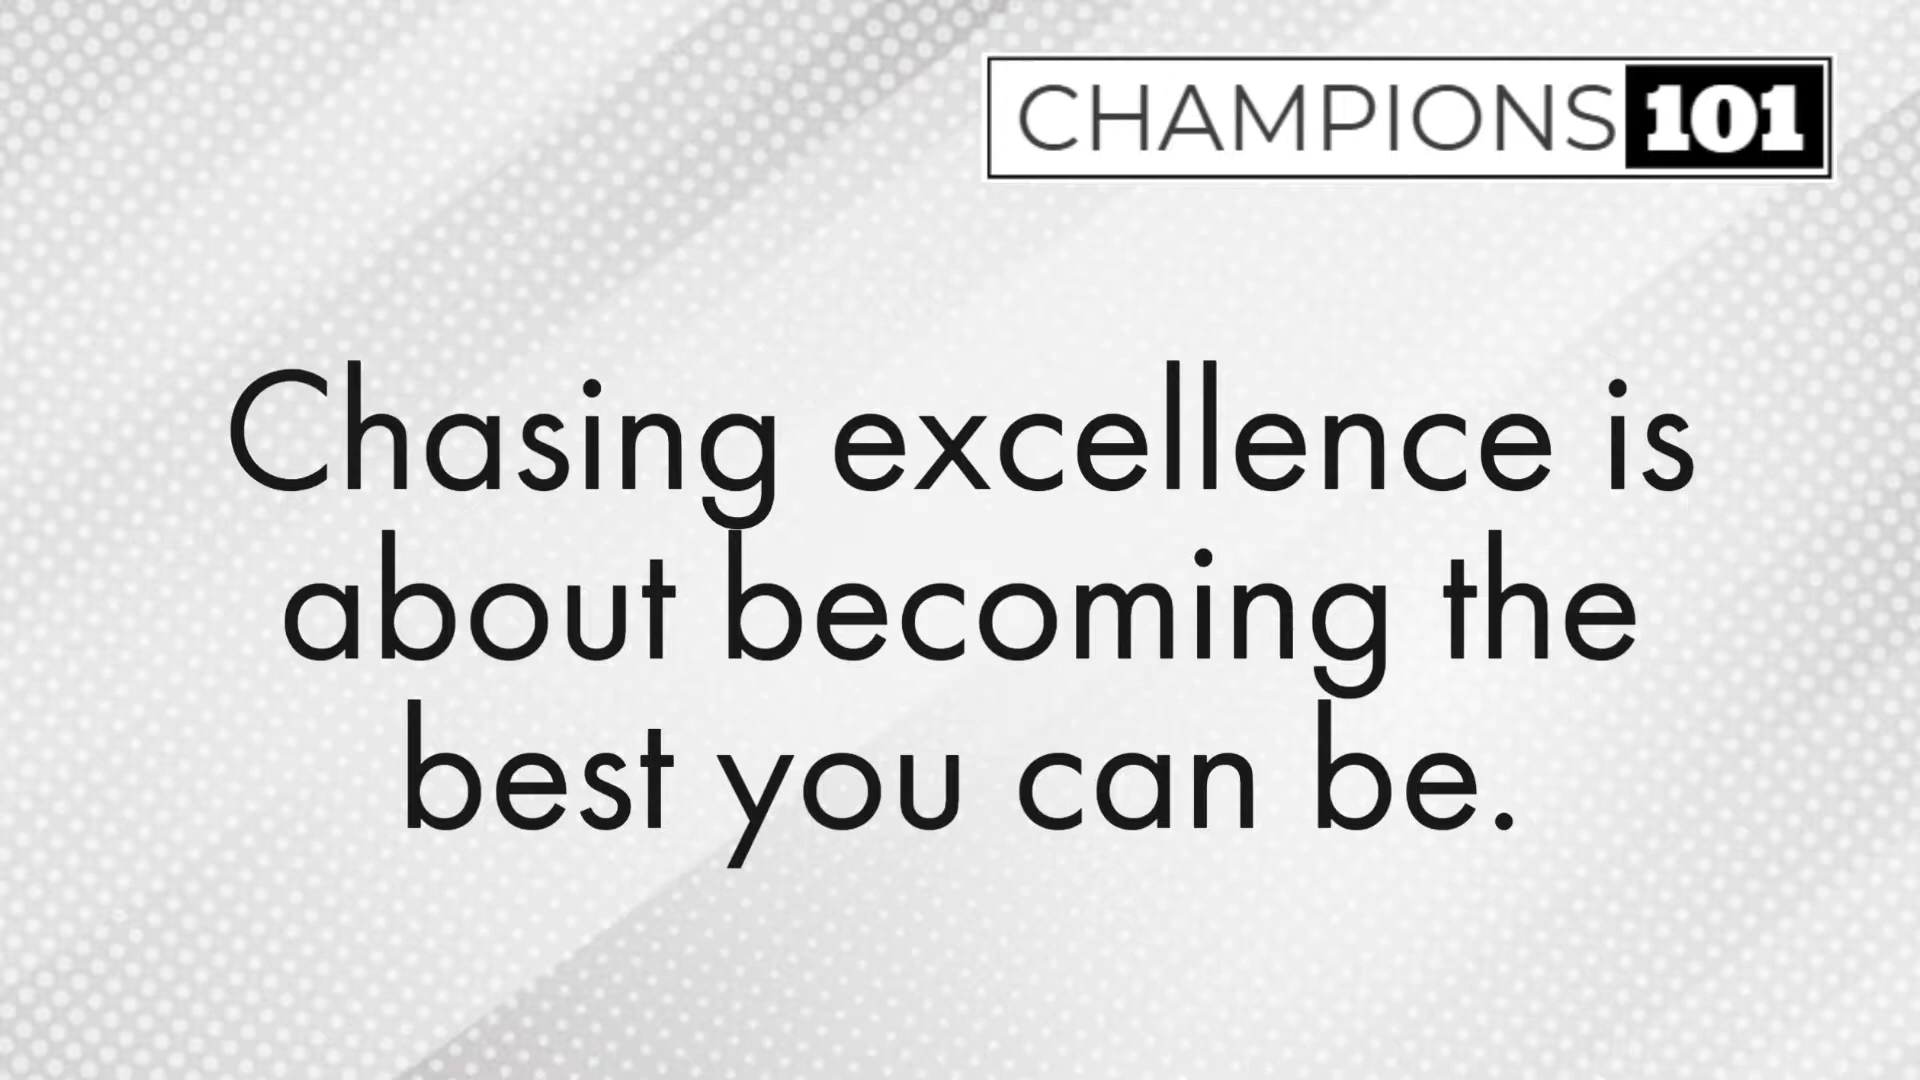 CHAMPIONS 101
Chasing excellence is
about becoming the
best you can be.